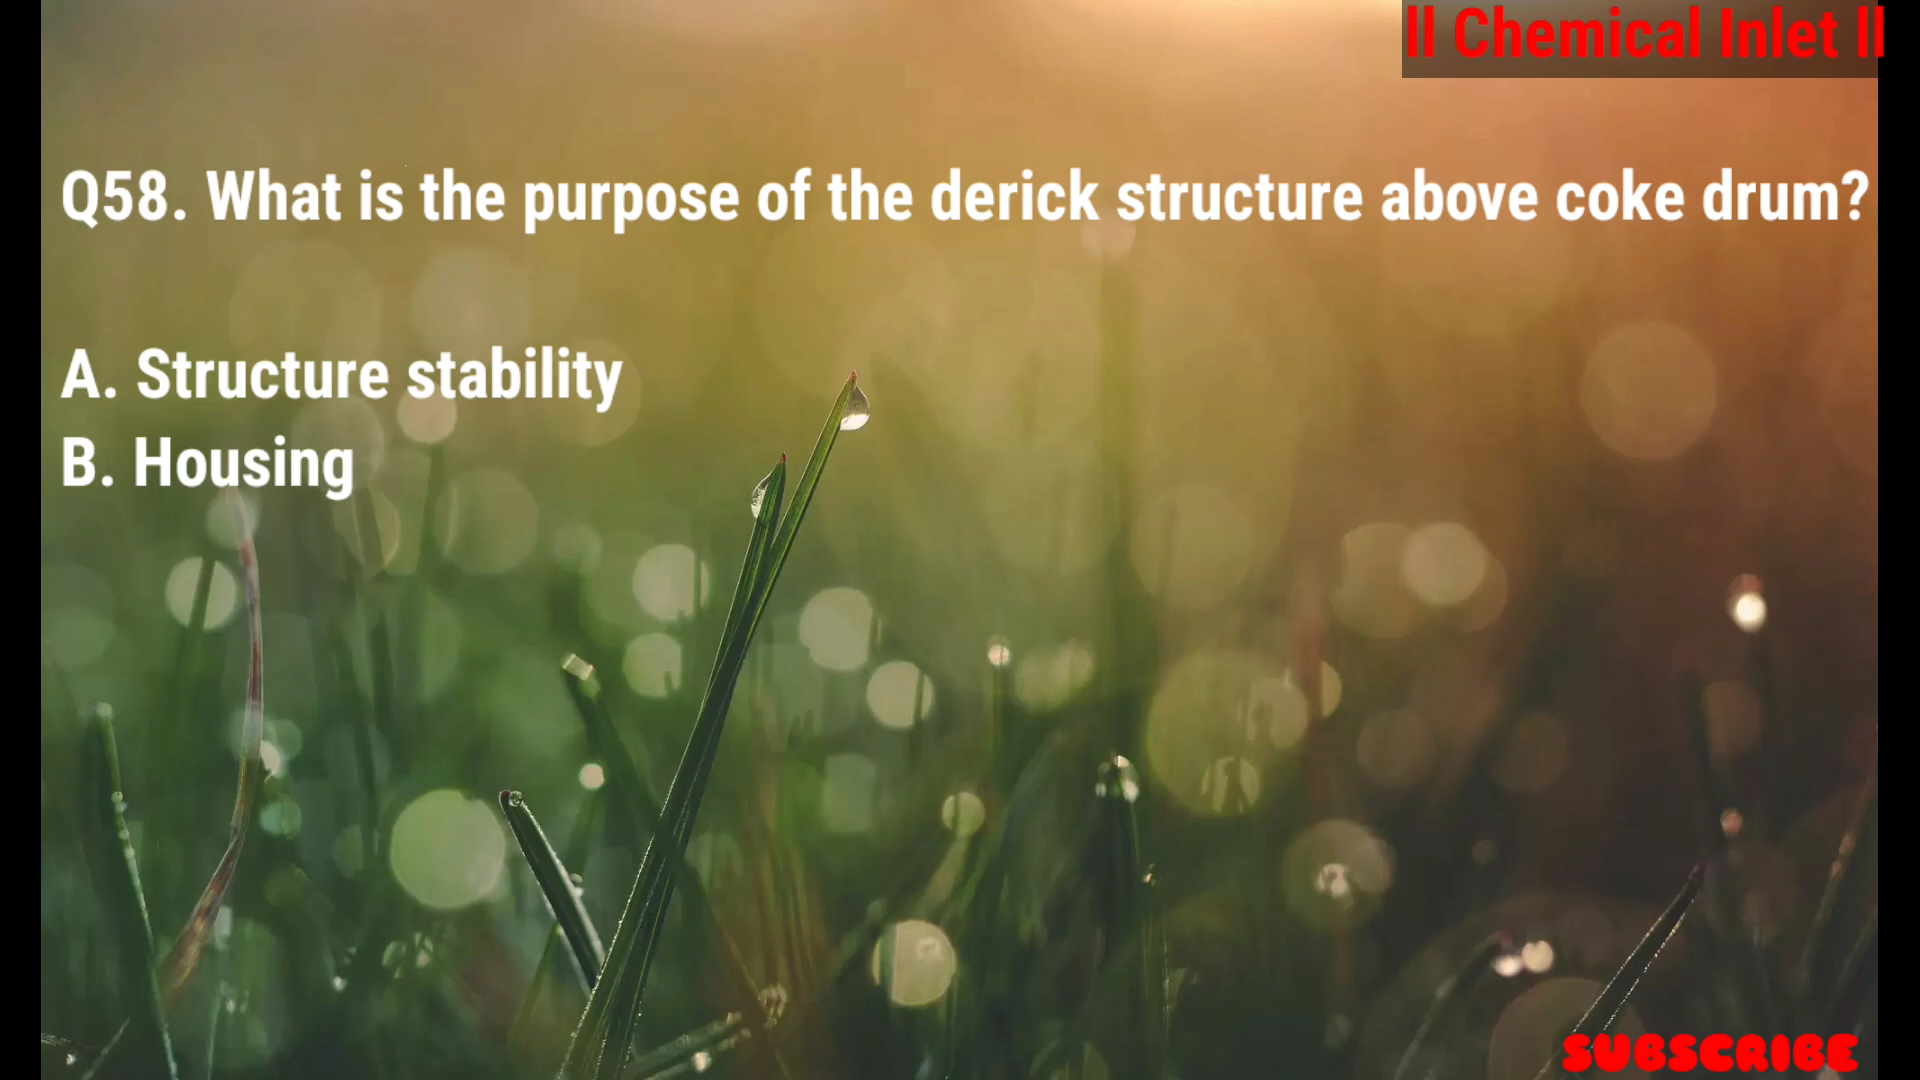 ll Chemical Inlet ll
Q58. What is the purpose of the derick structure above coke drum?
A. Structure stability
B. Housing
SUBSCRIBE